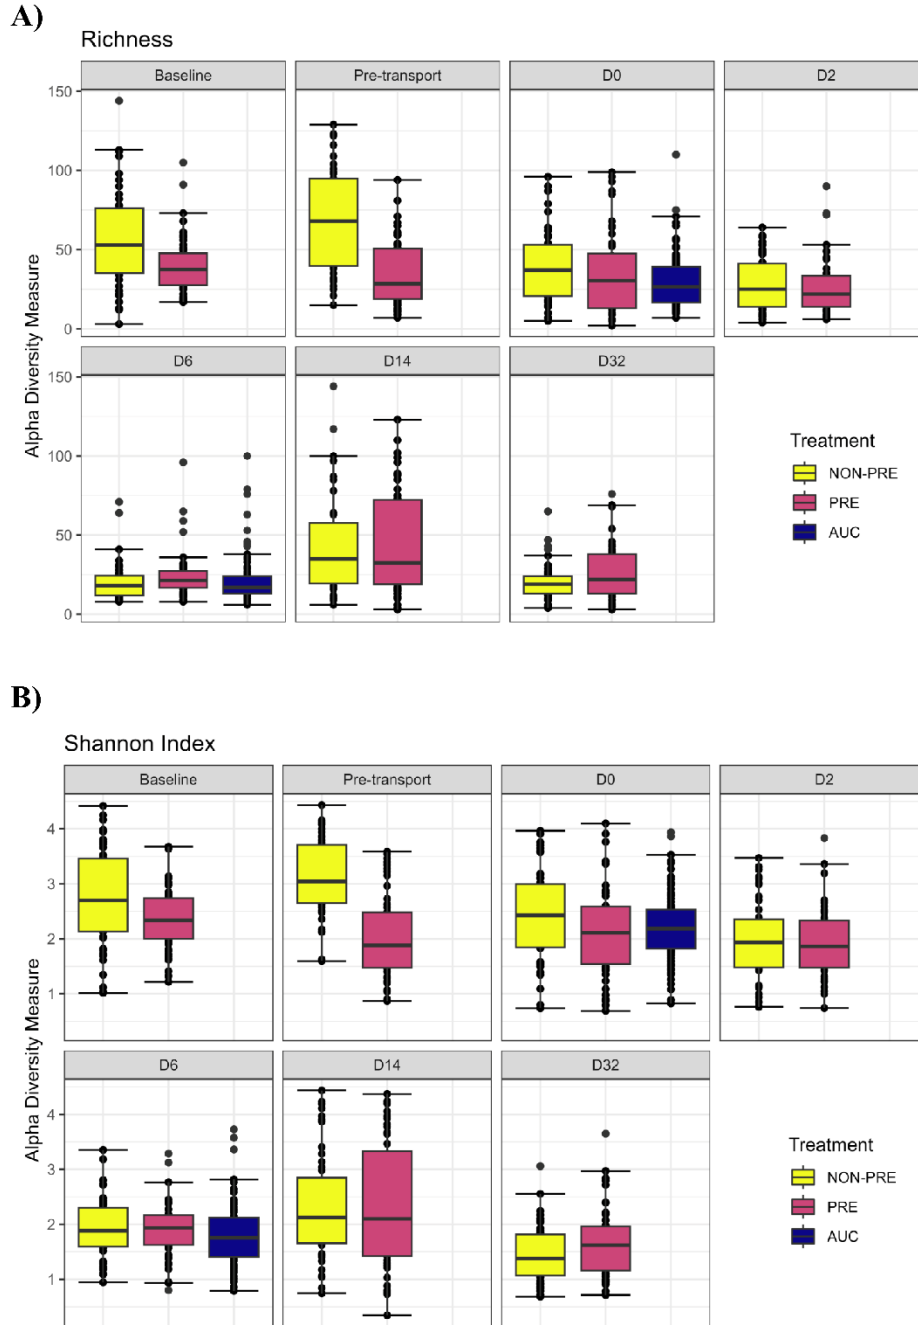 A)
Richness
Baseline Pre-transport D0 D2
150
100
50
0
D6 D14 D32
150
100
50
0
Alpha Diversity Measure
Treatment
NON-PRE
PRE
AUC
B)
Shannon Index
Baseline Pre-transport D0 D2
4
3
2
1
D6 D14 D32
4
3
2
1
Alpha Diversity Measure
Treatment
NON-PRE
PRE
AUC